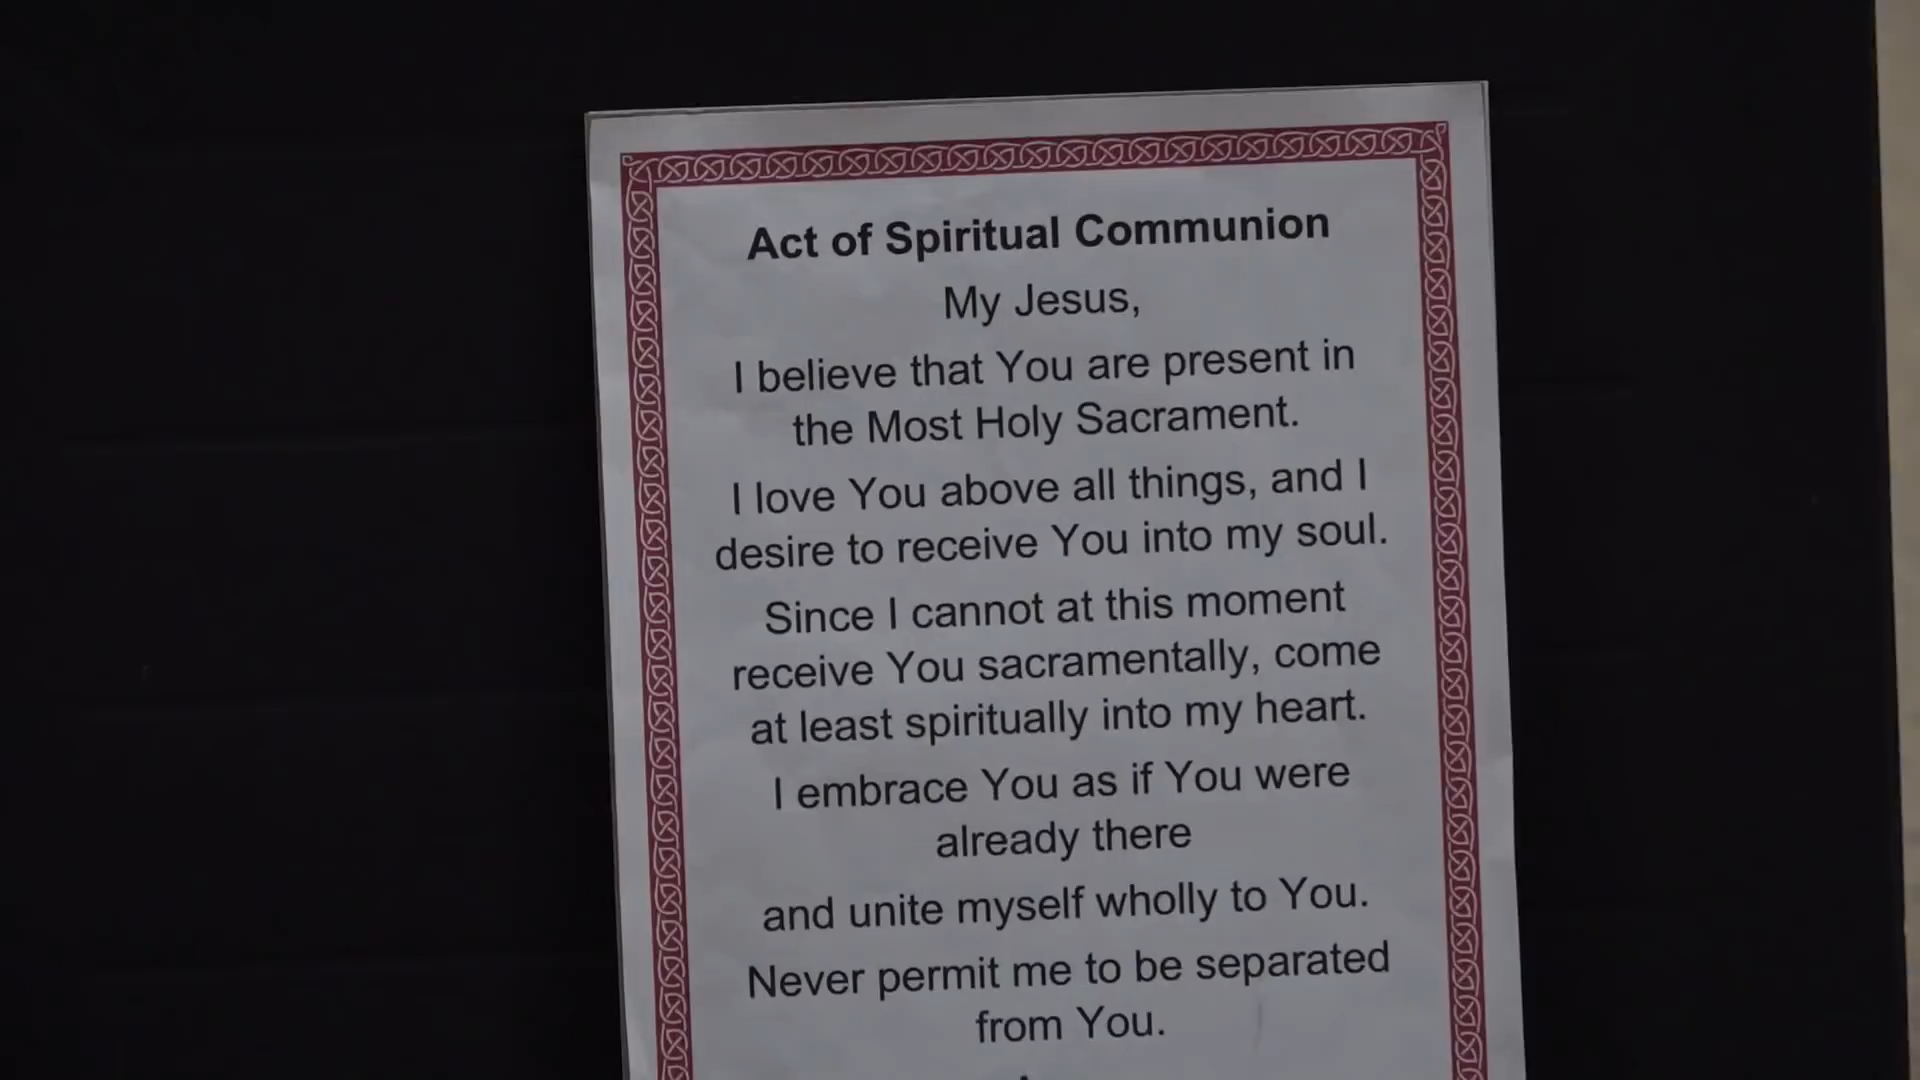 Act of Spiritual Communion
My Jesus,
I believe that You are present in
the Most Holy Sacrament.
I love You above all things, and I
desire to receive You into my soul.
Since I cannot at this moment
receive You sacramentally, come
at least spiritually into my heart.
I embrace You as if You were
already there
and unite myself wholly to You.
Never permit me to be separated
from You.